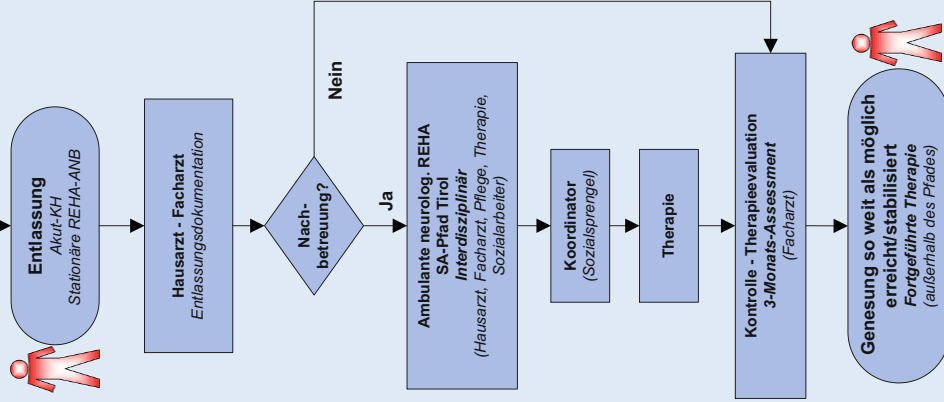 Entlassung
Akut-KH
Stationäre REHA-ANB
Hausarzt - Facharzt
Entlassungsdokumentation
Nach-
betreuung?
Nein
Ja
Ambulante neurolog. REHA
SA-Pfad Tirol
Interdisziplinär
(Hausarzt, Facharzt, Pflege, Therapie,
Sozialarbeiter)
Koordinator
(Sozialsprengel)
Therapie
Kontrolle - Therapieevaluation
3-Monats-Assessment
(Facharzt)
Genesung so weit als möglich
erreicht/stabilisiert
Fortgeführte Therapie
(außerhalb des Pfades)